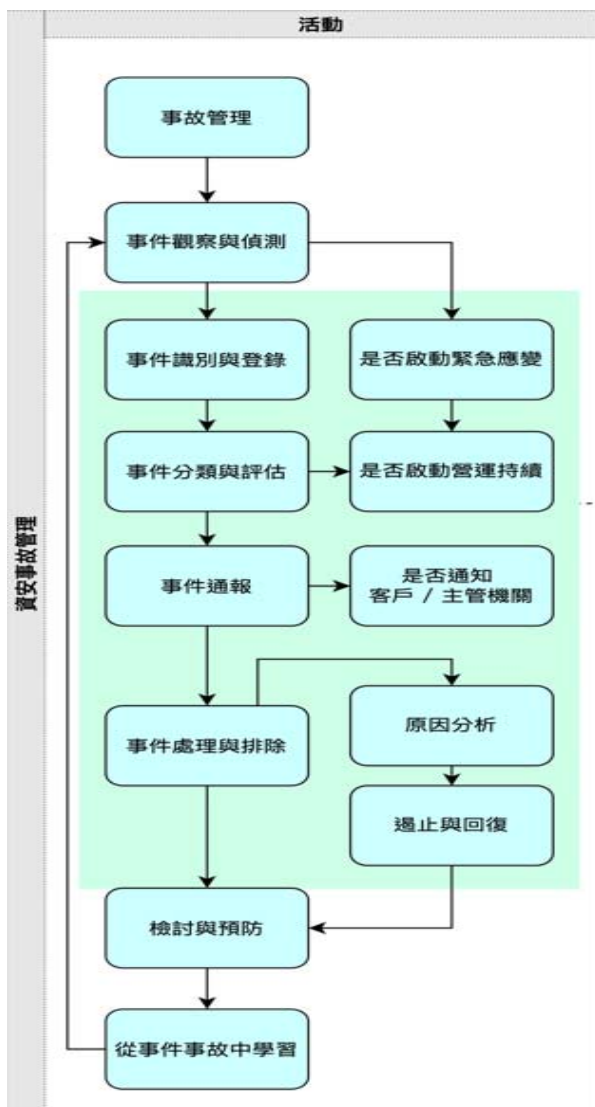 活動
資安事故管理
事故管理
事件觀察與偵測
事件識別與登錄
是否啟動緊急應變
事件分類與評估
是否啟動營運持續
事件通報
是否通知
客戶 / 主管機關
事件處理與排除
原因分析
遏止與回復
檢討與預防
從事件事故中學習